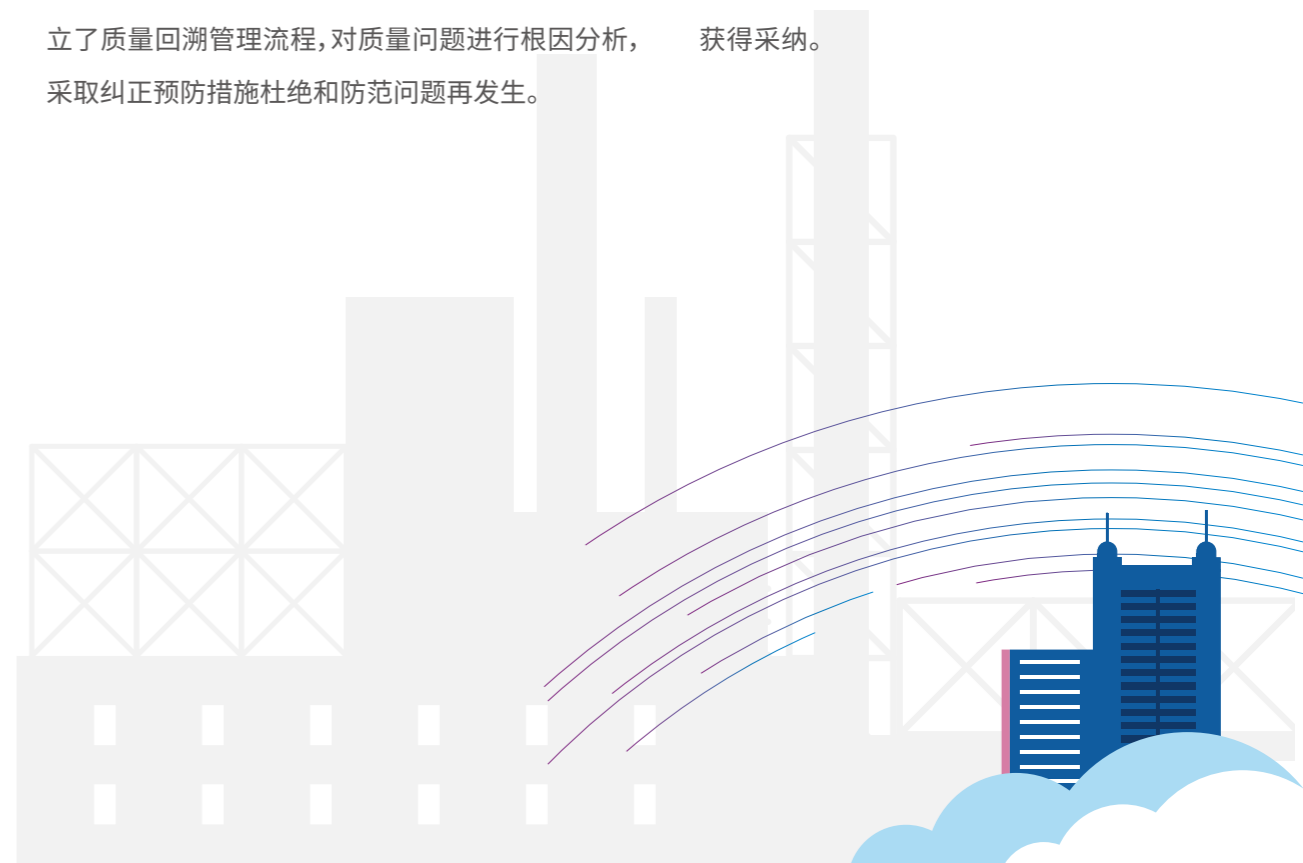 立了质量回溯管理流程，对质量问题进行根因分析，
采取纠正预防措施杜绝和防范问题再发生。
获得采纳。